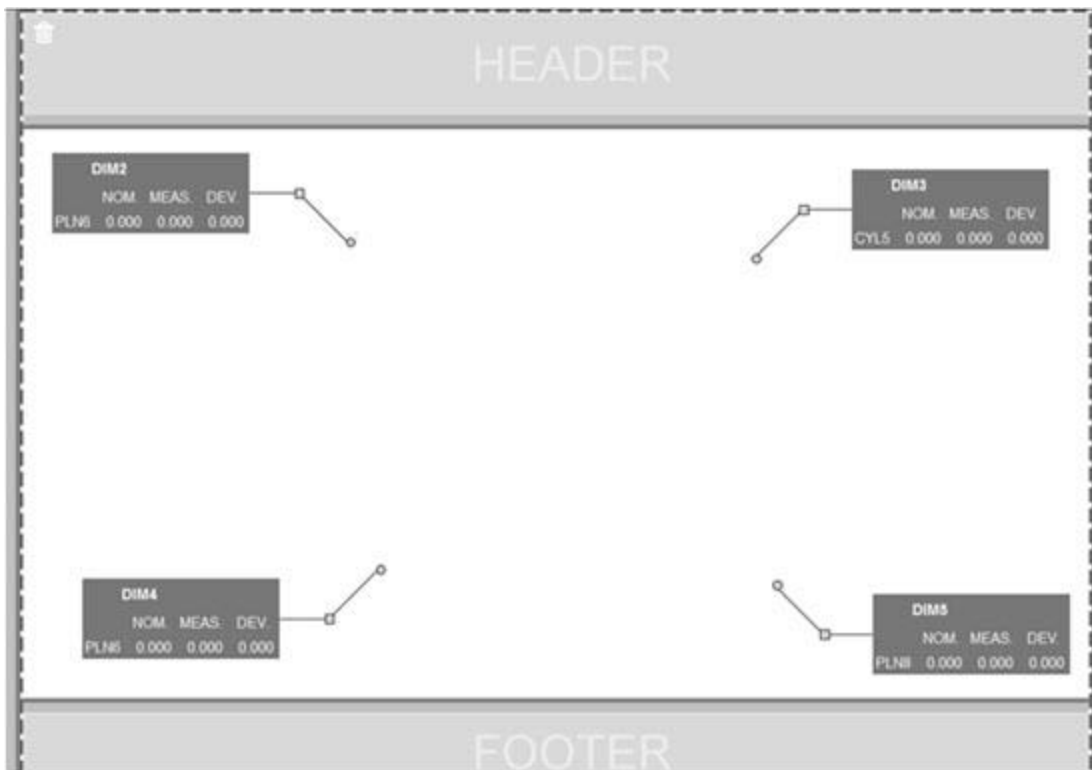 HEADER
DIM2
NOM. MEAS. DEV.
PLN6 0.000 0.000 0.000
DIM3
NOM. MEAS. DEV.
CYL5 0.000 0.000 0.000
DIM4
NOM. MEAS. DEV.
PLN6 0.000 0.000 0.000
DIM5
NOM. MEAS. DEV.
PLN8 0.000 0.000 0.000
FOOTER